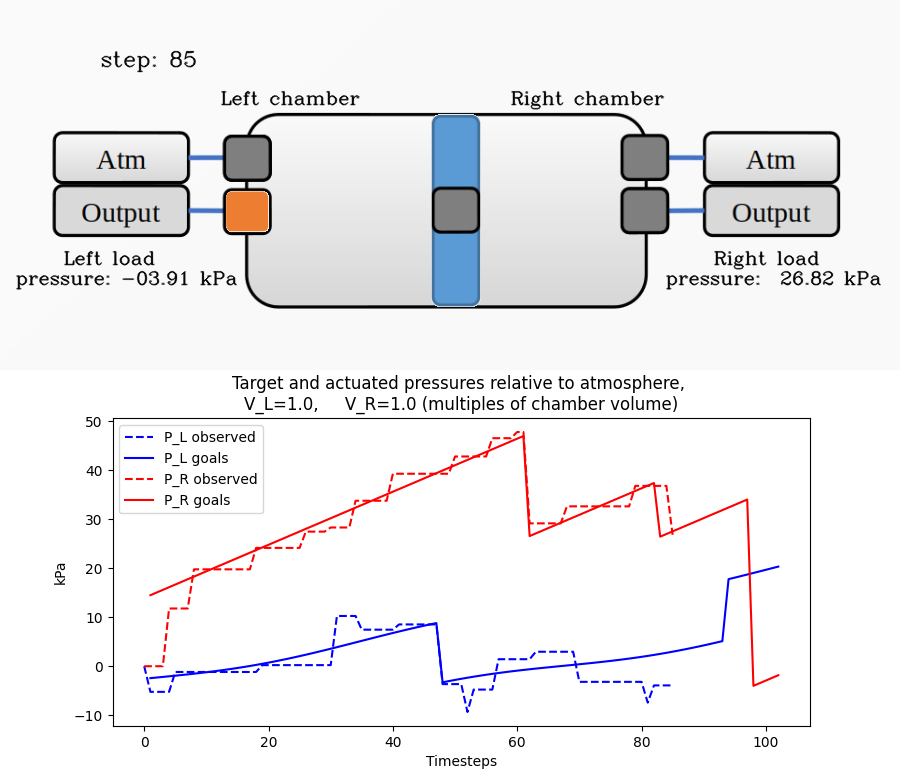 step: 85
Left chamber
Right chamber
Atm
Atm
Output
Output
Left load
pressure: -03.91 kPa
Right load
pressure: 26.82 kPa
Target and actuated pressures relative to atmosphere,
V_L=1.0, V_R=1.0 (multiples of chamber volume)
P_L observed
P_L goals
P_R observed
P_R goals
50
40
30
20
10
0
−10
kPa
0
20
40
60
80
100
Timesteps